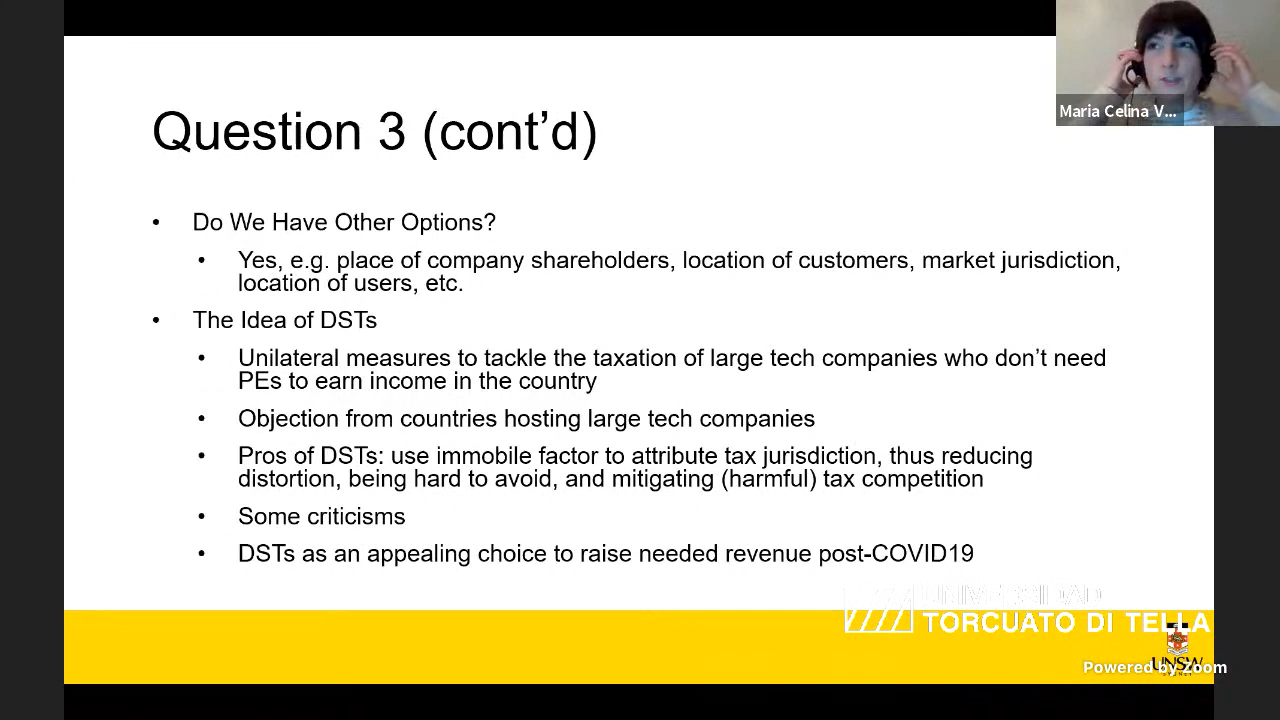 Maria Celina V...
Question 3 (cont’d)
• Do We Have Other Options?
• Yes, e.g. place of company shareholders, location of customers, market jurisdiction,
location of users, etc.
• The Idea of DSTs
• Unilateral measures to tackle the taxation of large tech companies who don’t need
PEs to earn income in the country
• Objection from countries hosting large tech companies
• Pros of DSTs: use immobile factor to attribute tax jurisdiction, thus reducing
distortion, being hard to avoid, and mitigating (harmful) tax competition
• Some criticisms
• DSTs as an appealing choice to raise needed revenue post-COVID19
UNIVERSIDAD
TORCUATO DI TELLA
UNSW
Powered by Zoom